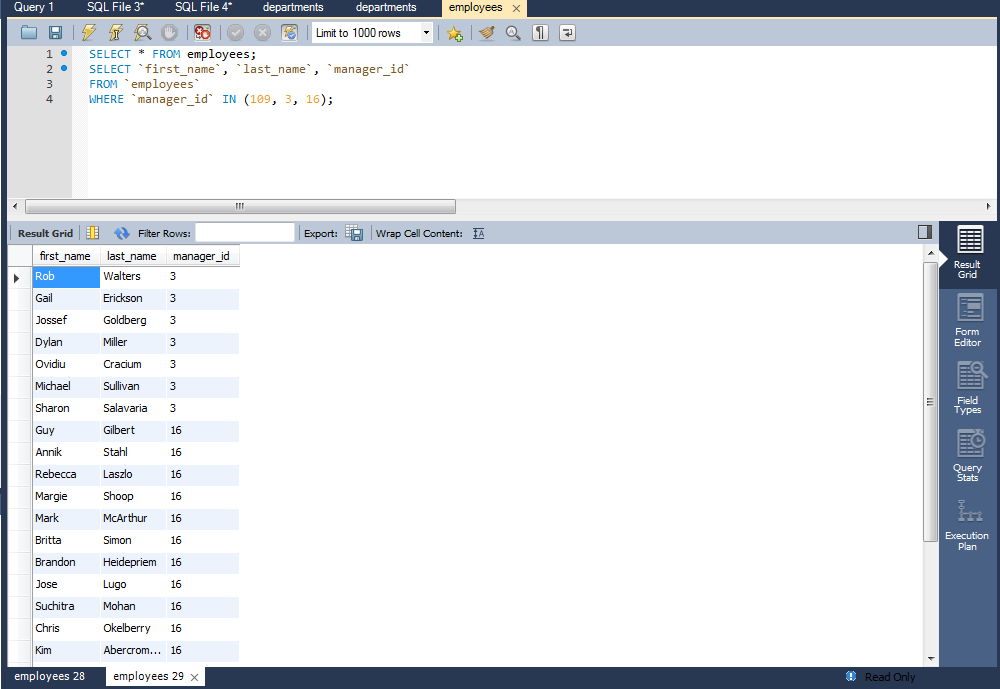 Query 1 SQL File 3* SQL File 4* departments departments employees
Limit to 1000 rows
1 SELECT * FROM employees;
2 SELECT `first_name`, `last_name`, `manager_id`
3 FROM `employees`
4 WHERE `manager_id` IN (109, 3, 16);
Result Grid Filter Rows: Export: Wrap Cell Content:
first_name last_name manager_id
Rob Walters 3
Gail Erickson 3
Jossef Goldberg 3
Dylan Miller 3
Ovidiu Cracium 3
Michael Sullivan 3
Sharon Salavaria 3
Guy Gilbert 16
Annik Stahl 16
Rebecca Laszlo 16
Margie Shoop 16
Mark McArthur 16
Britta Simon 16
Brandon Heidepriem 16
Jose Lugo 16
Suchitra Mohan 16
Chris Okelberry 16
Kim Abercrom... 16
Result
Grid
Form
Editor
Field
Types
Query
Stats
Execution
Plan
employees 28 employees 29 Read Only